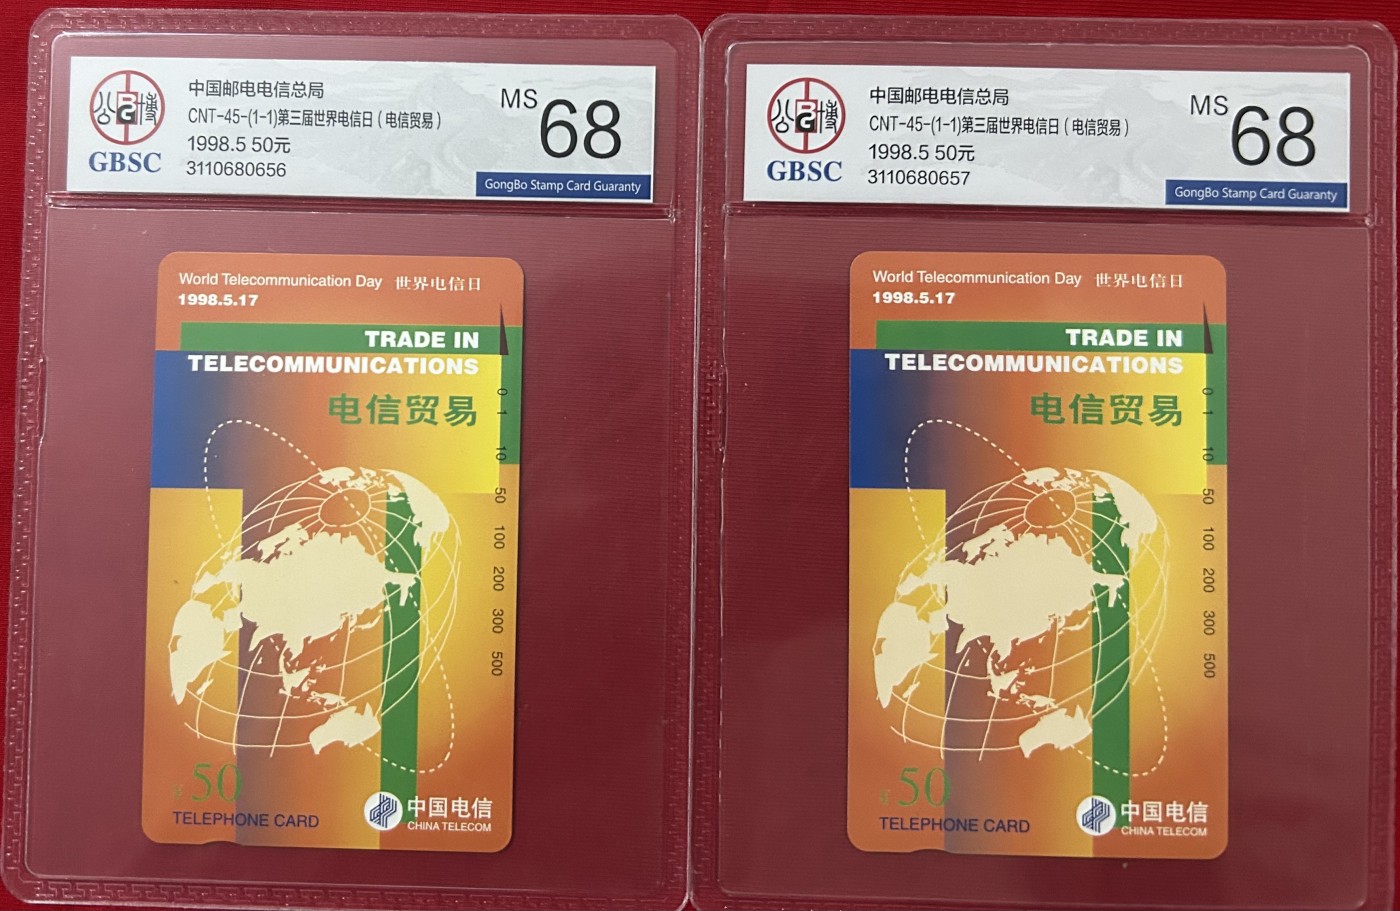 公博
BG
GBSC
中国邮电电信总局
CNT-45-(1-1)第三届世界电信日(电信贸易)
1998.5 50元
3110680656
MS 68
GongBo Stamp Card Guaranty
World Telecommunication Day 世界电信日
1998.5.17
TRADE IN
TELECOMMUNICATIONS
电信贸易
0 1 10 50 100 200 300 500
¥50
TELEPHONE CARD
中国电信
CHINA TELECOM
公博
BG
GBSC
中国邮电电信总局
CNT-45-(1-1)第三届世界电信日(电信贸易)
1998.5 50元
3110680657
MS 68
GongBo Stamp Card Guaranty
World Telecommunication Day 世界电信日
1998.5.17
TRADE IN
TELECOMMUNICATIONS
电信贸易
0 1 10 50 100 200 300 500
¥50
TELEPHONE CARD
中国电信
CHINA TELECOM